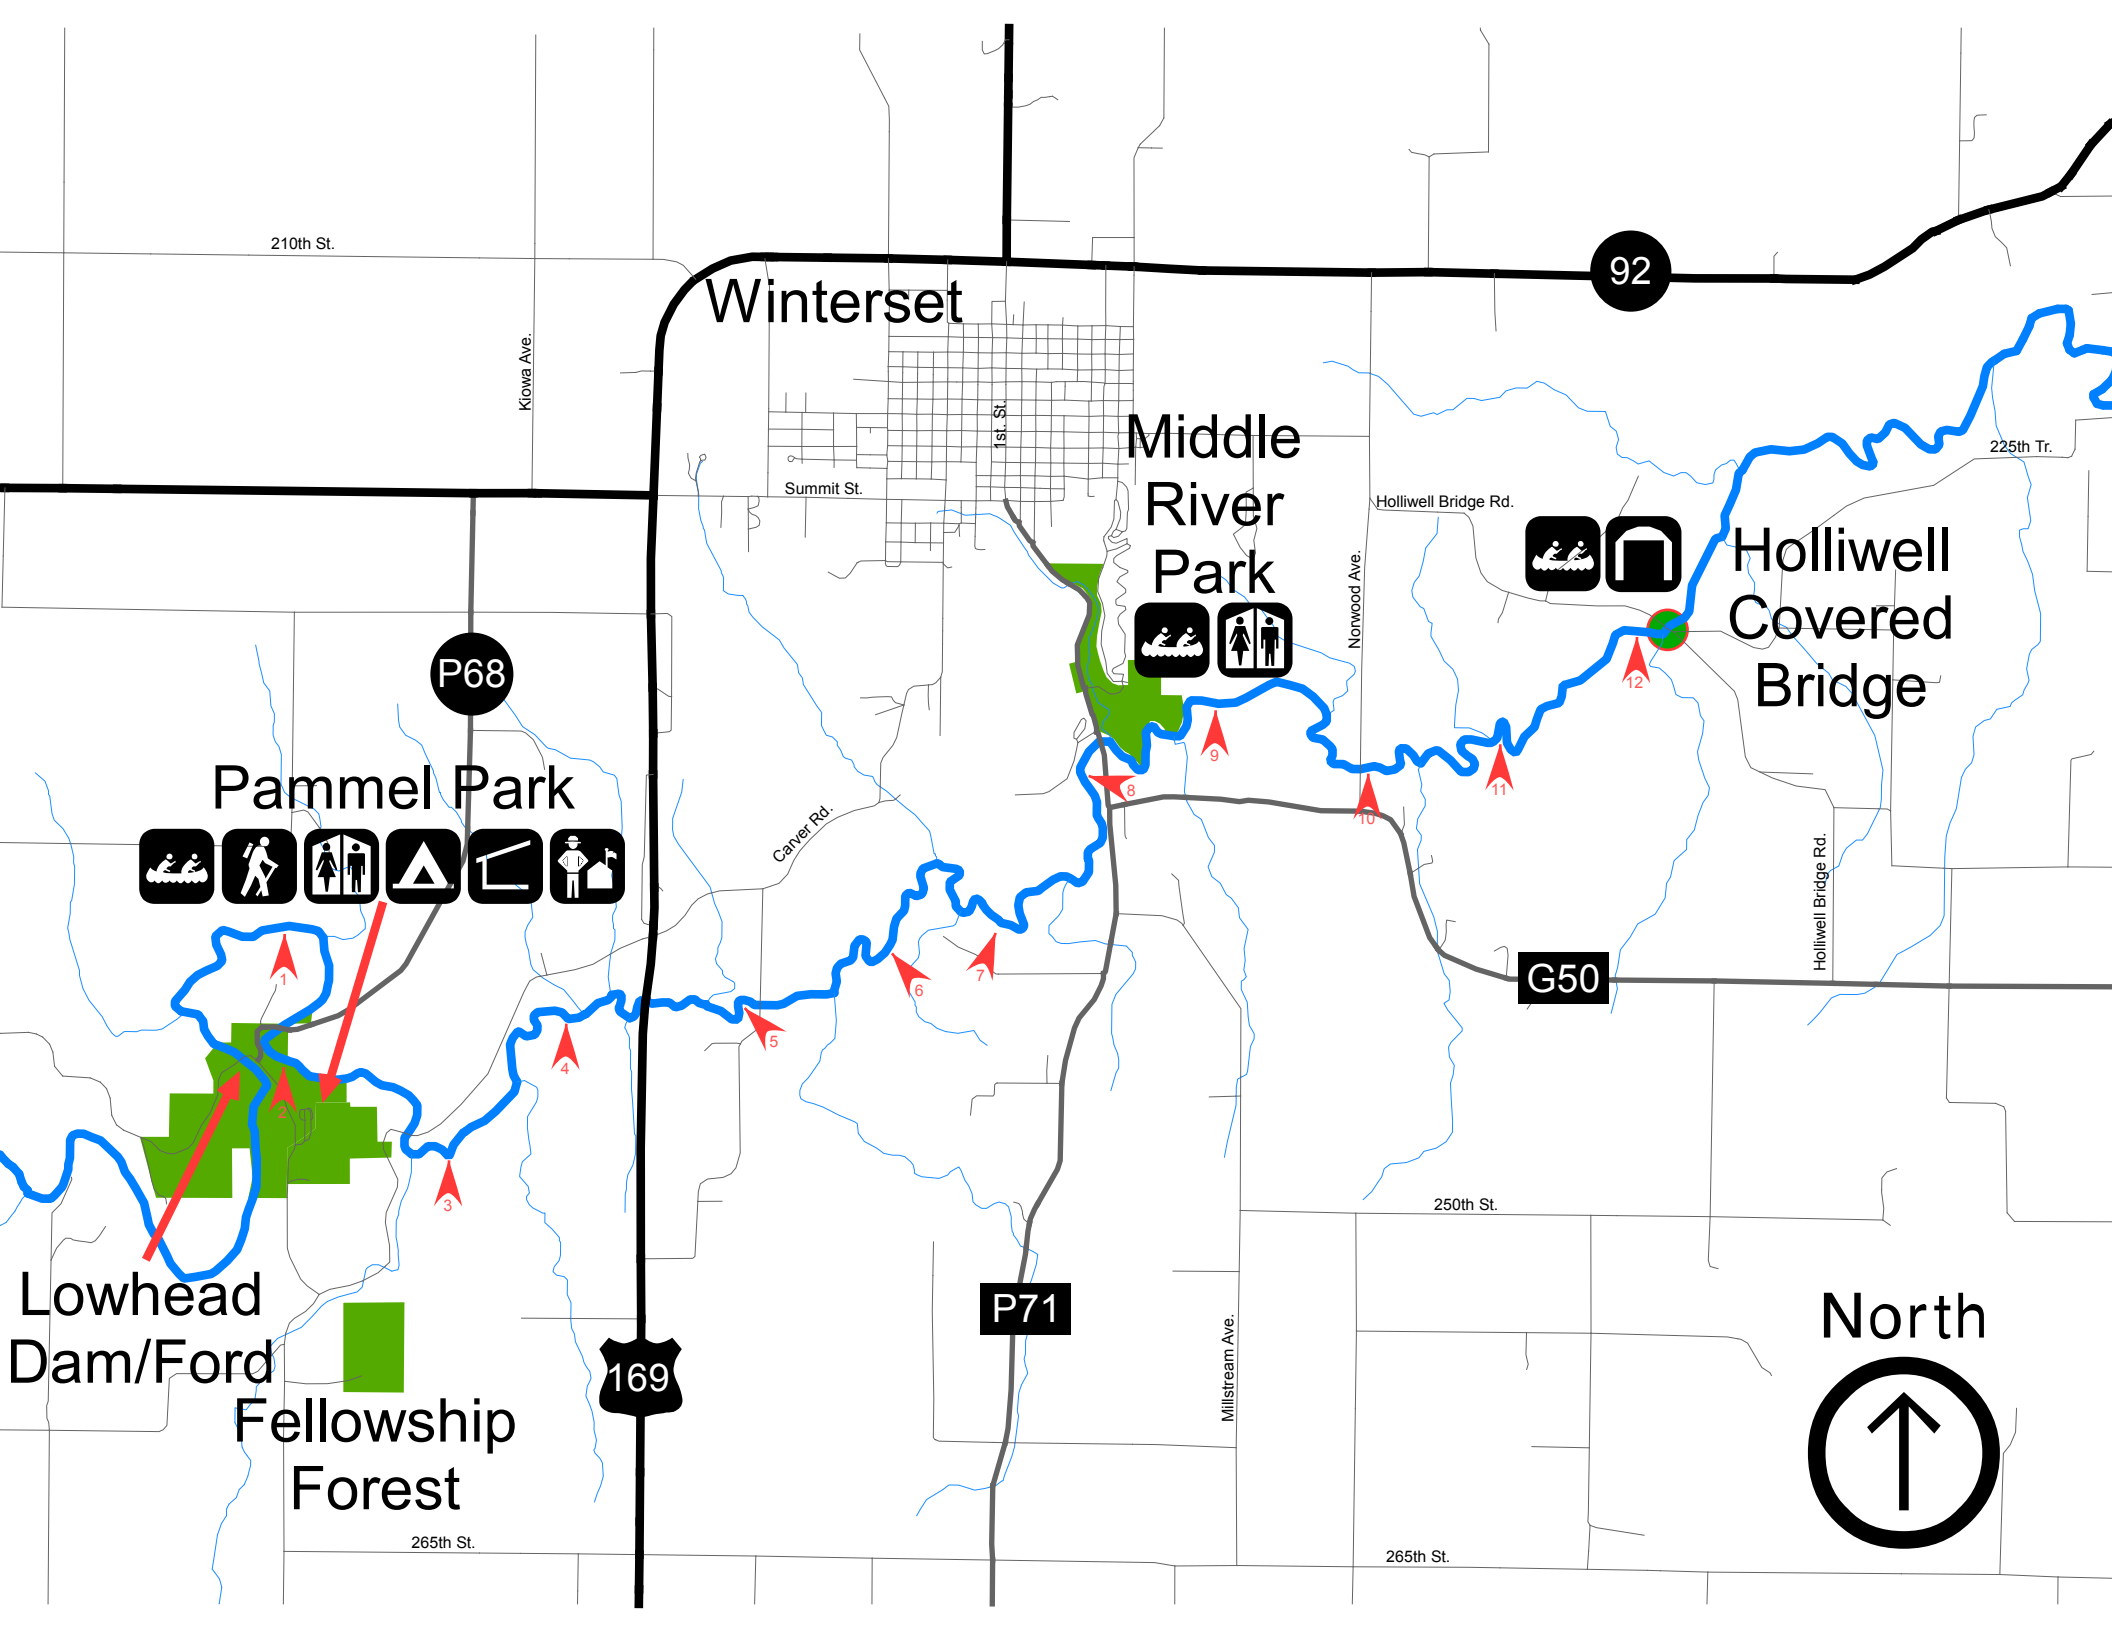 210th St.
92
Winterset
Kiowa Ave.
1st. St.
Middle
River
Park
225th Tr.
Summit St.
Holliwell Bridge Rd.
Norwood Ave.
Holliwell
Covered
Bridge
P68
12
9
11
8
10
Pammel Park
Carver Rd.
Holliwell Bridge Rd.
1
7
6
G50
5
4
2
3
250th St.
Lowhead
Dam/Ford
P71
North
Millstream Ave.
169
Fellowship
Forest
265th St.
265th St.